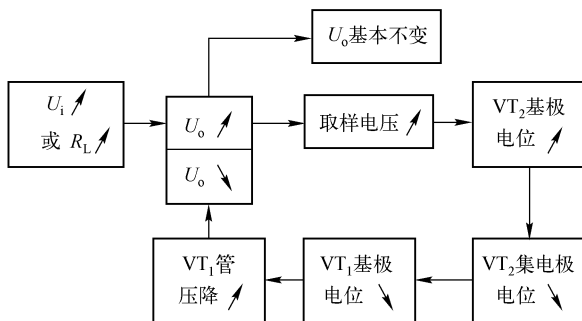 Uo基本不变
Ui↗
或 RL↗
Uo ↗
Uo ↘
取样电压↗
VT2基极
电位 ↗
VT1管
压降 ↗
VT1基极
电位 ↘
VT2集电极
电位 ↘